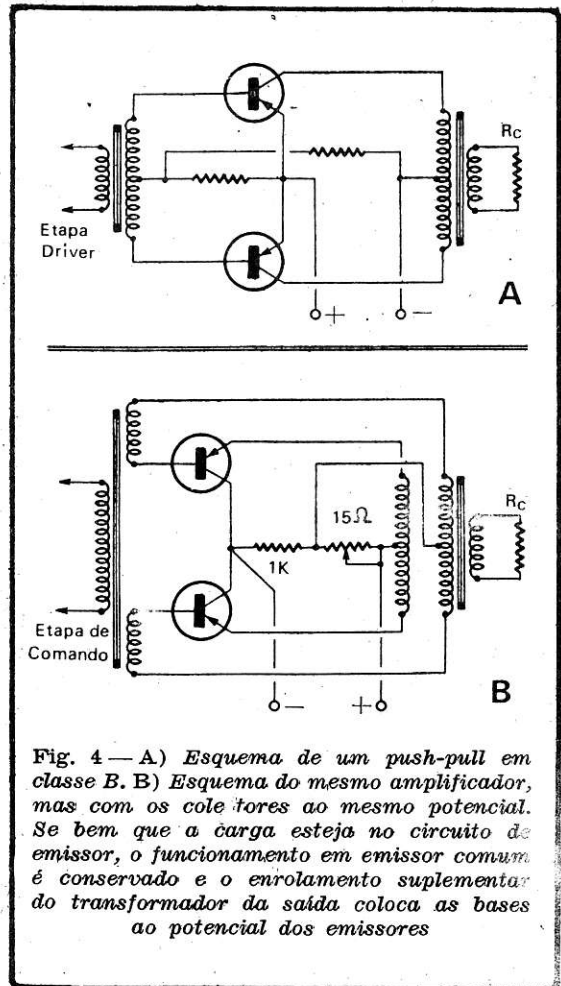 R_C
Etapa
Driver
A
+ −
R_C
15Ω
1K
Etapa de
Comando
B
− +
Fig. 4 — A) Esquema de um push-pull em
classe B. B) Esquema do mesmo amplificador,
mas com os coletores ao mesmo potencial.
Se bem que a carga esteja no circuito de
emissor, o funcionamento em emissor comum
é conservado e o enrolamento suplementar
do transformador da saída coloca as bases
ao potencial dos emissores